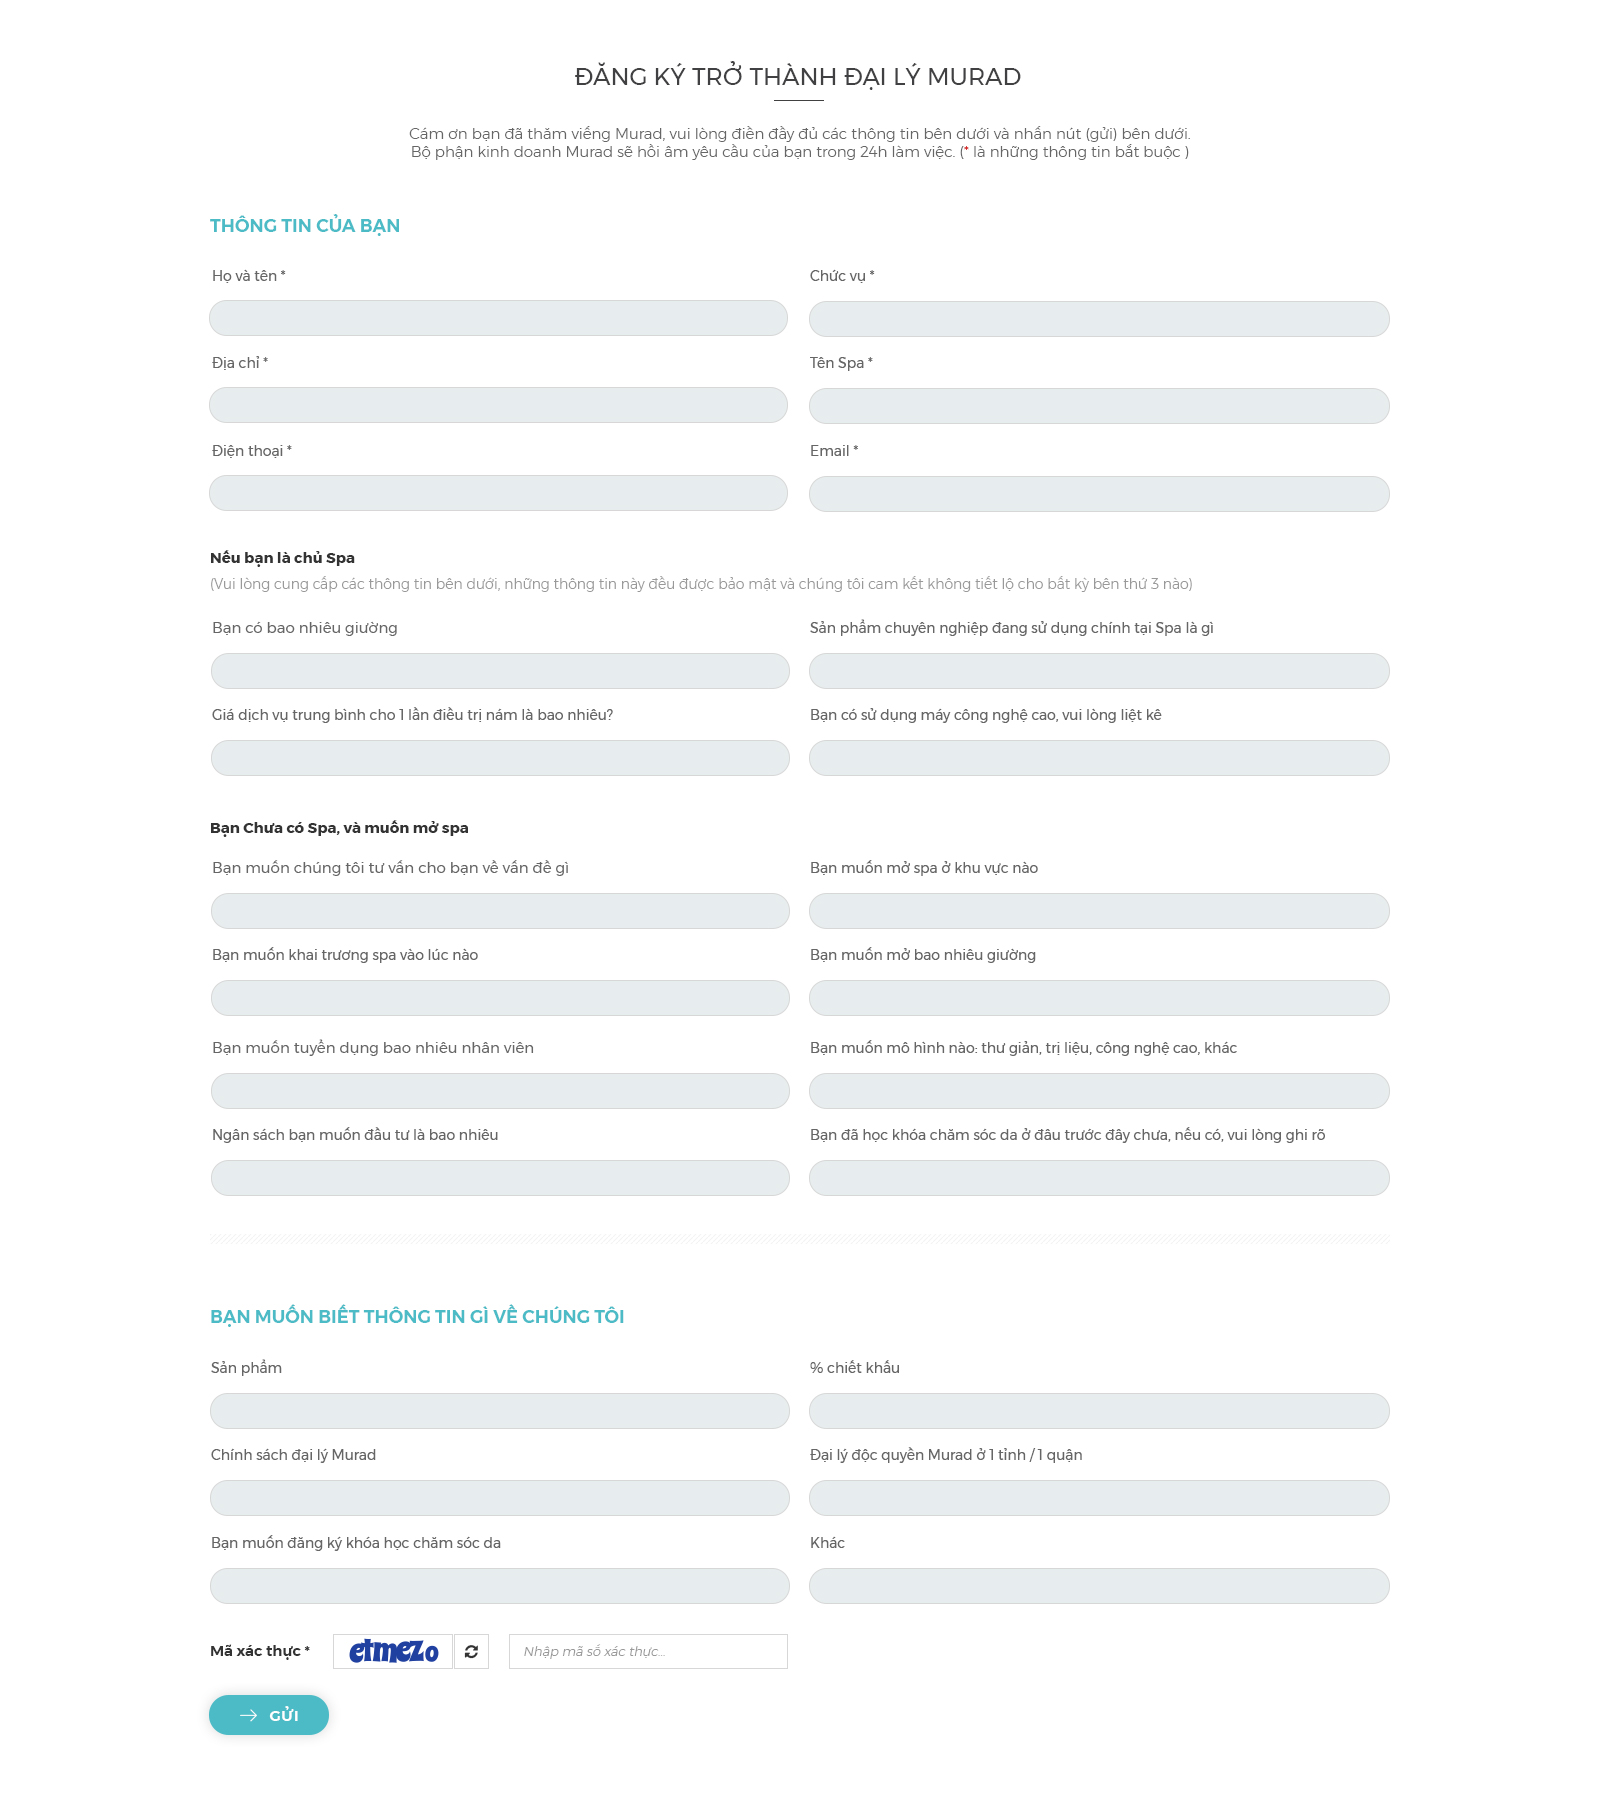 ĐĂNG KÝ TRỞ THÀNH ĐẠI LÝ MURAD
Cám ơn bạn đã thăm viếng Murad, vui lòng điền đầy đủ các thông tin bên dưới và nhấn nút (gửi) bên dưới.
Bộ phận kinh doanh Murad sẽ hồi âm yêu cầu của bạn trong 24h làm việc. (* là những thông tin bắt buộc )
THÔNG TIN CỦA BẠN
Họ và tên *
Chức vụ *
Địa chỉ *
Tên Spa *
Điện thoại *
Email *
Nếu bạn là chủ Spa
(Vui lòng cung cấp các thông tin bên dưới, những thông tin này đều được bảo mật và chúng tôi cam kết không tiết lộ cho bất kỳ bên thứ 3 nào)
Bạn có bao nhiêu giường
Sản phẩm chuyên nghiệp đang sử dụng chính tại Spa là gì
Giá dịch vụ trung bình cho 1 lần điều trị nám là bao nhiêu?
Bạn có sử dụng máy công nghệ cao, vui lòng liệt kê
Bạn Chưa có Spa, và muốn mở spa
Bạn muốn chúng tôi tư vấn cho bạn về vấn đề gì
Bạn muốn mở spa ở khu vực nào
Bạn muốn khai trương spa vào lúc nào
Bạn muốn mở bao nhiêu giường
Bạn muốn tuyển dụng bao nhiêu nhân viên
Bạn muốn mô hình nào: thư giản, trị liệu, công nghệ cao, khác
Ngân sách bạn muốn đầu tư là bao nhiêu
Bạn đã học khóa chăm sóc da ở đâu trước đây chưa, nếu có, vui lòng ghi rõ
BẠN MUỐN BIẾT THÔNG TIN GÌ VỀ CHÚNG TÔI
Sản phẩm
% chiết khấu
Chính sách đại lý Murad
Đại lý độc quyền Murad ở 1 tỉnh / 1 quận
Bạn muốn đăng ký khóa học chăm sóc da
Khác
Mã xác thực * etmezo Nhập mã số xác thực...
GỬI